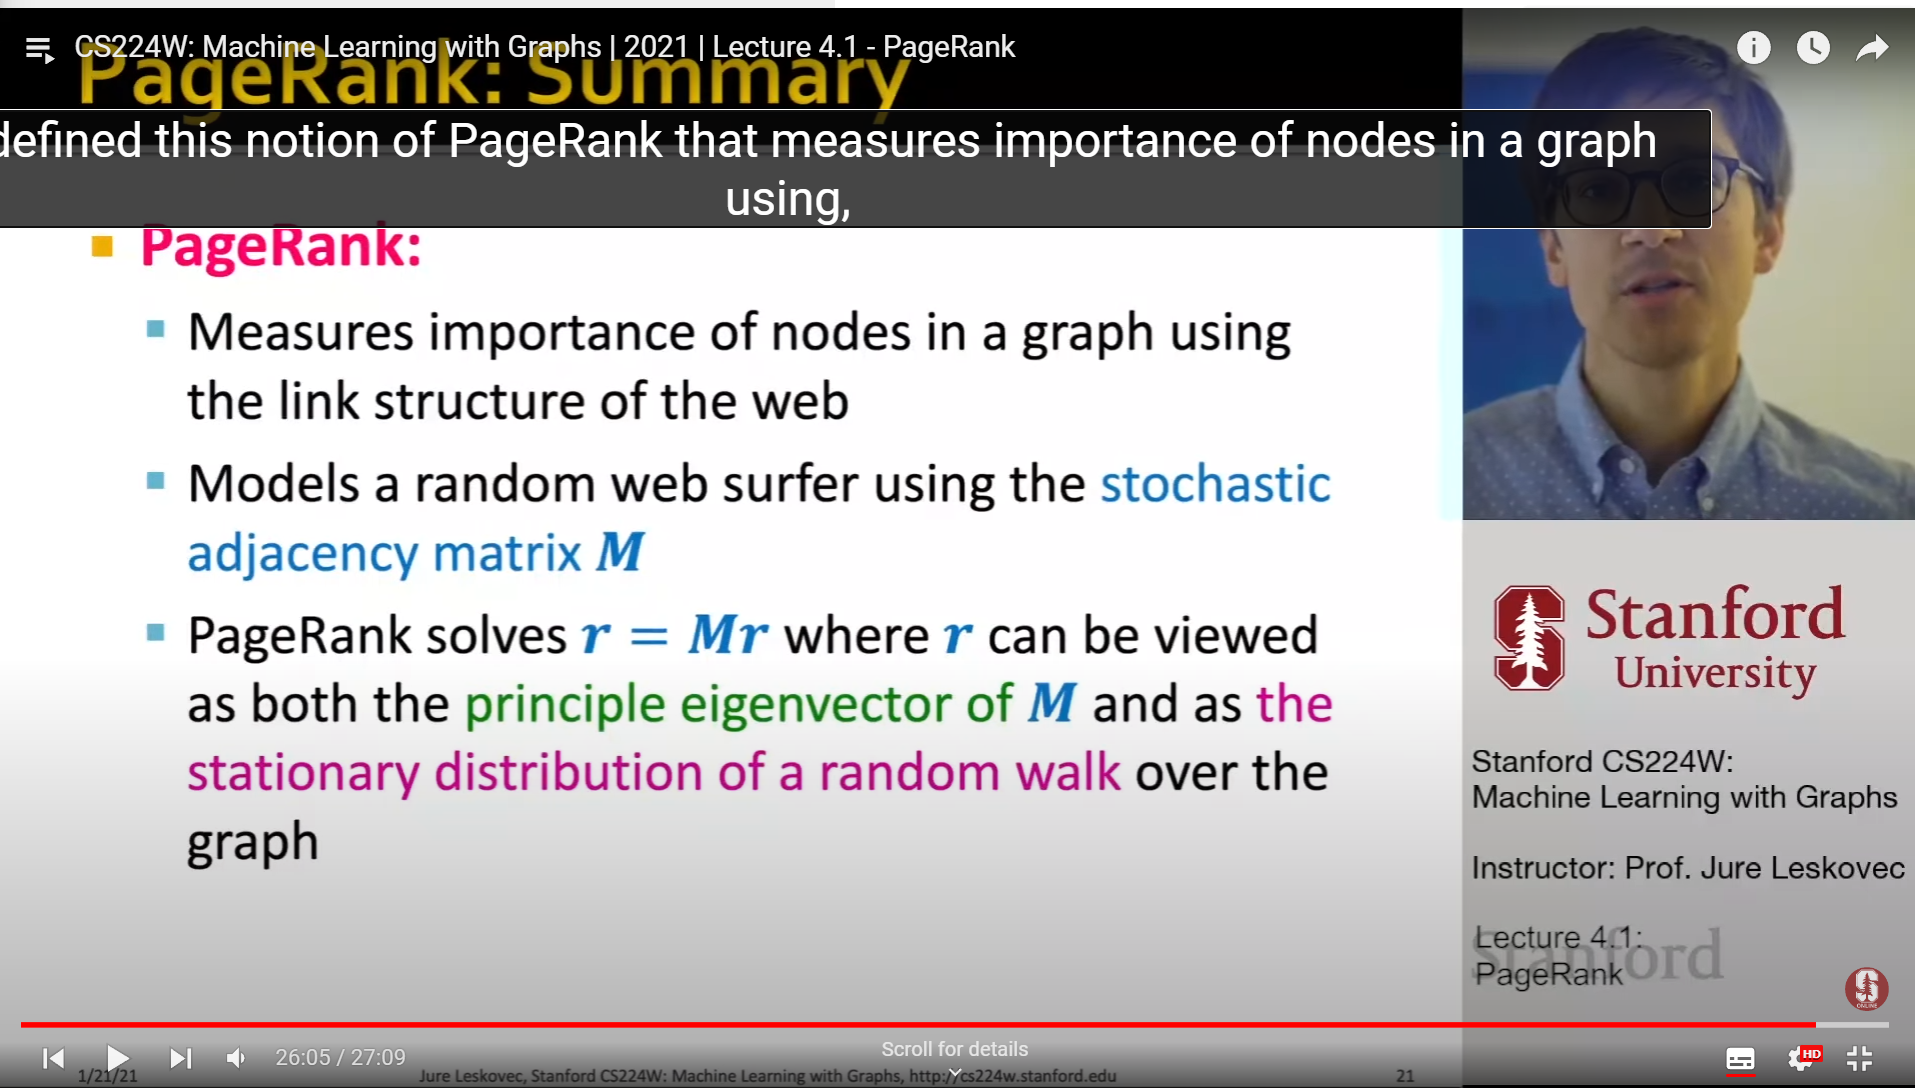 CS224W: Machine Learning with Graphs | 2021 | Lecture 4.1 - PageRank
PageRank: Summary
defined this notion of PageRank that measures importance of nodes in a graph
using,
PageRank:
Measures importance of nodes in a graph using
the link structure of the web
Models a random web surfer using the stochastic
adjacency matrix M
PageRank solves r = Mr where r can be viewed
as both the principle eigenvector of M and as the
stationary distribution of a random walk over the
graph
Stanford
University
Stanford CS224W:
Machine Learning with Graphs
Instructor: Prof. Jure Leskovec
Lecture 4.1:
PageRank
Stanford
S
ONLINE
26:05 / 27:09
Scroll for details
HD
1/21/21
Jure Leskovec, Stanford CS224W: Machine Learning with Graphs, http://cs224w.stanford.edu
21